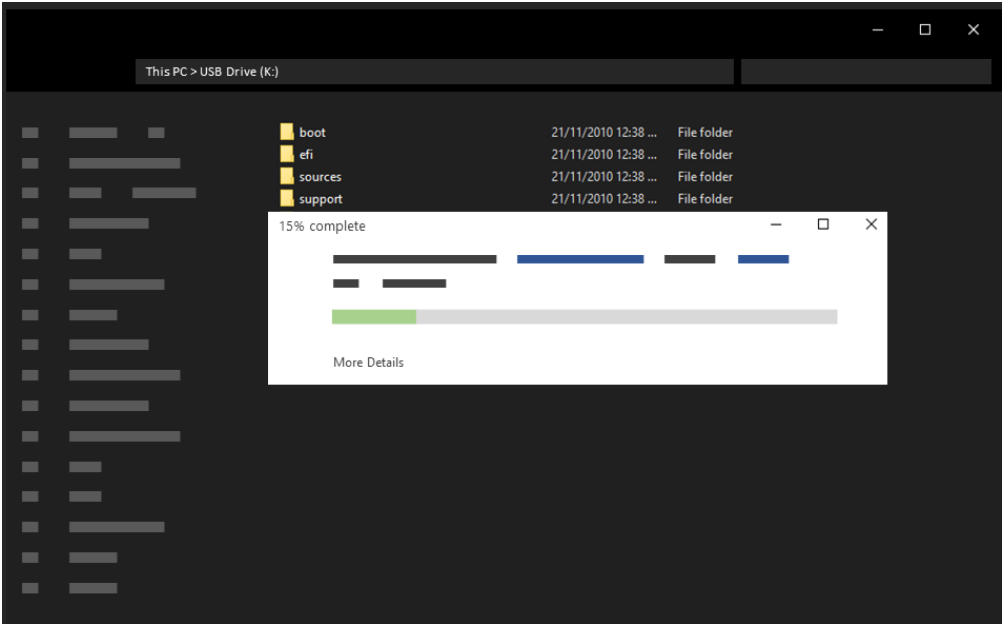 This PC > USB Drive (K:)
boot 21/11/2010 12:38 ... File folder
efi 21/11/2010 12:38 ... File folder
sources 21/11/2010 12:38 ... File folder
support 21/11/2010 12:38 ... File folder
15% complete
More Details